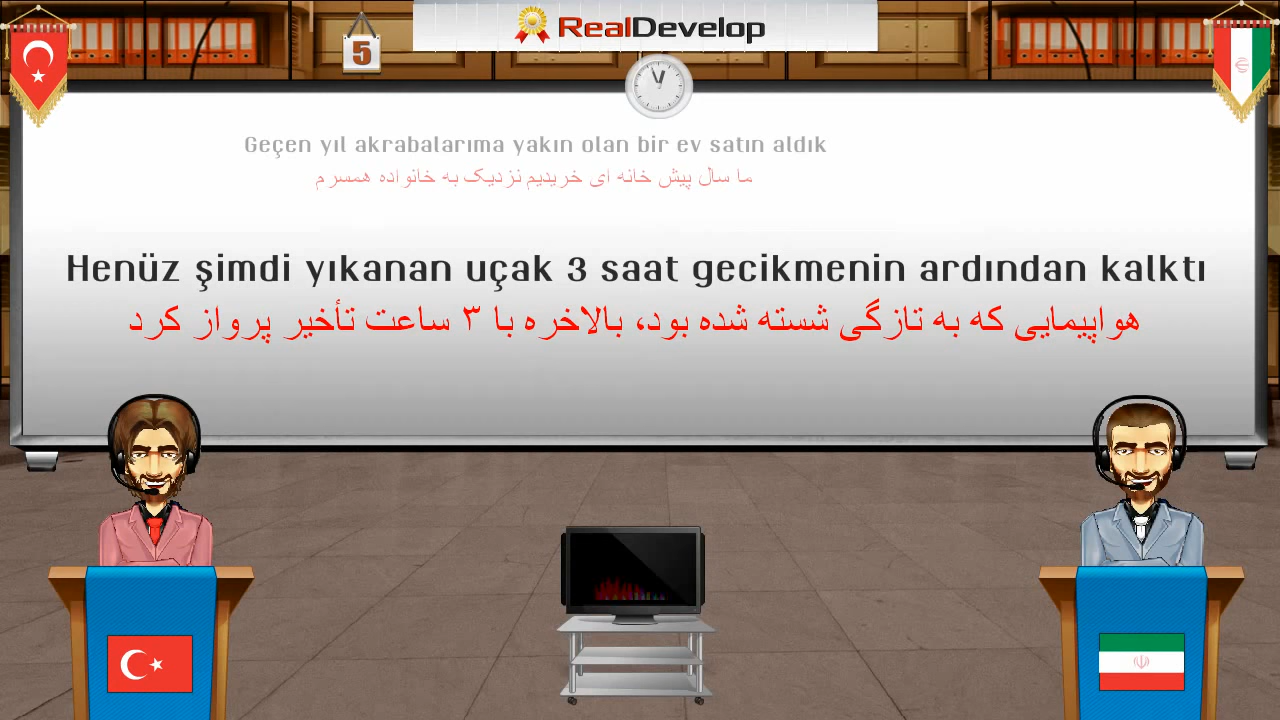 RealDevelop
5
Geçen yıl akrabalarıma yakın olan bir ev satın aldık
ما سال پیش خانه ای خریدیم نزدیک به خانواده همسرم
Henüz şimdi yıkanan uçak 3 saat gecikmenin ardından kalktı
هواپیمایی که به تازگی شسته شده بود، بالاخره با ۳ ساعت تأخیر پرواز کرد